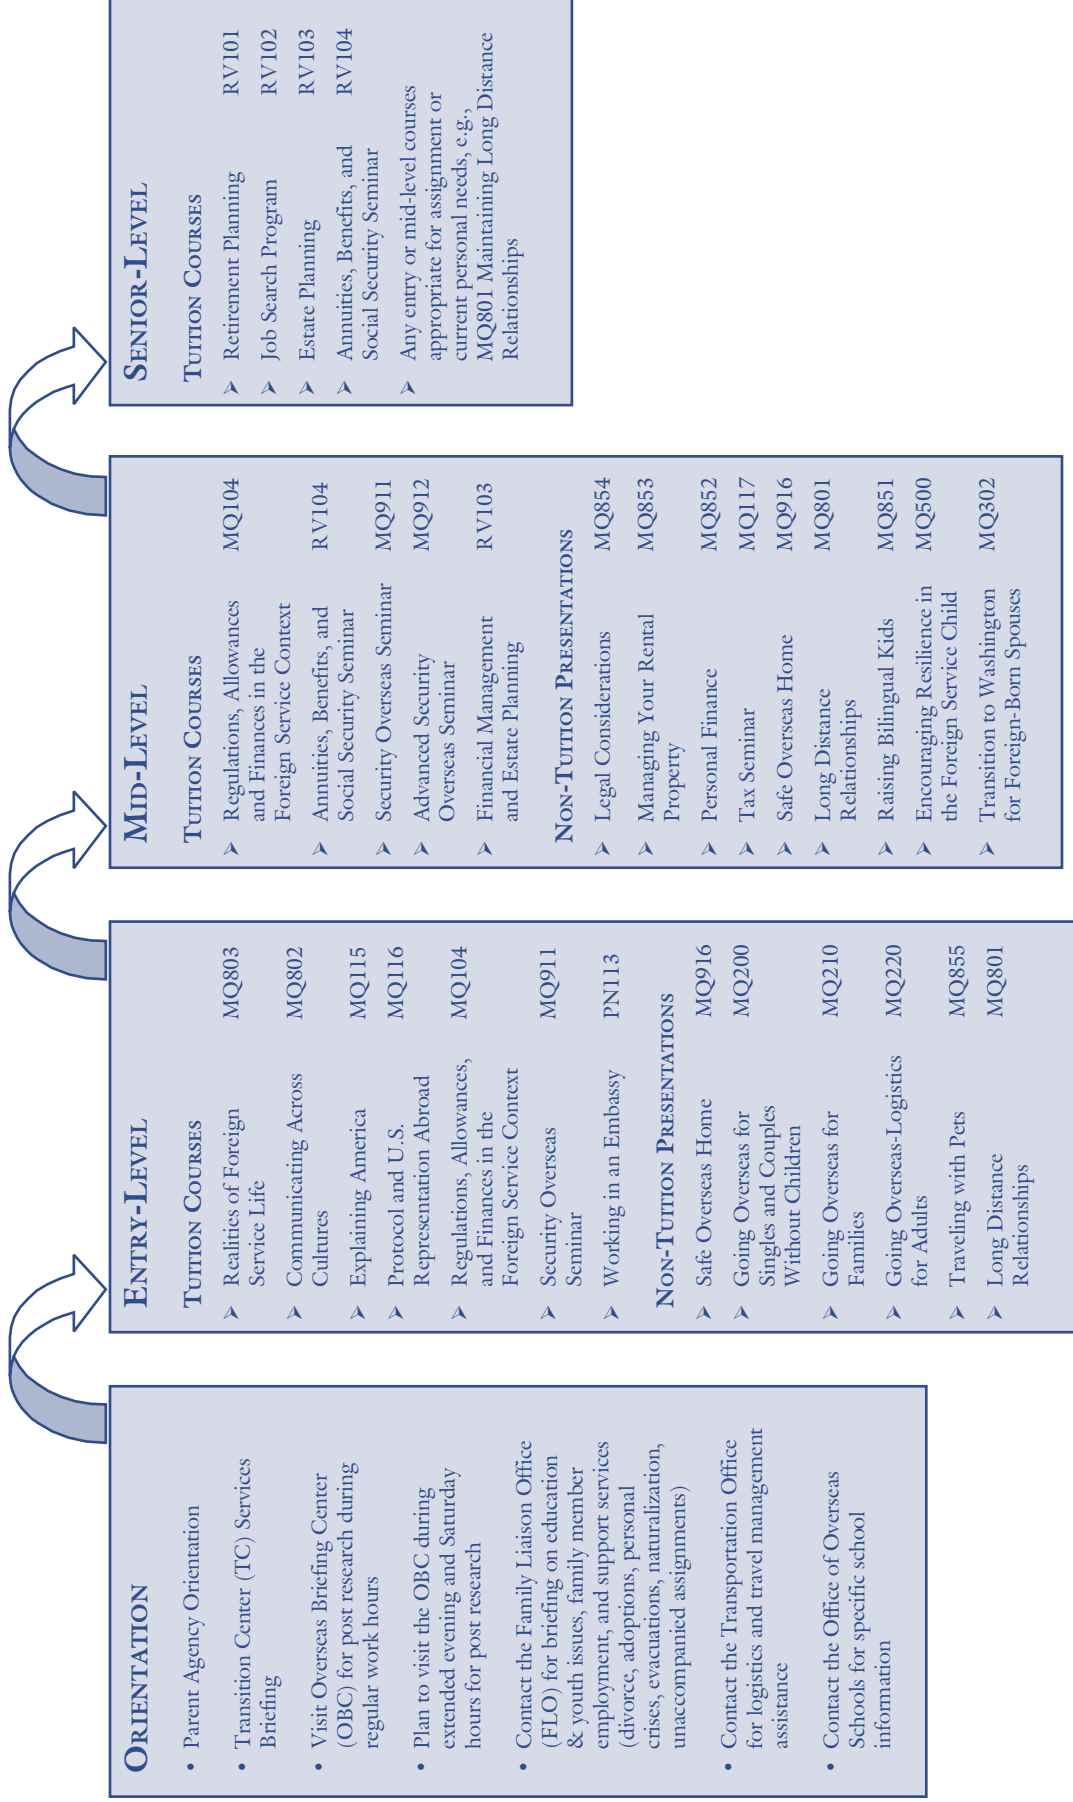 ORIENTATION
• Parent Agency Orientation
• Transition Center (TC) Services
Briefing
• Visit Overseas Briefing Center
(OBC) for post research during
regular work hours
• Plan to visit the OBC during
extended evening and Saturday
hours for post research
• Contact the Family Liaison Office
(FLO) for briefing on education
& youth issues, family member
employment, and support services
(divorce, adoptions, personal
crises, evacuations, naturalization,
unaccompanied assignments)
• Contact the Transportation Office
for logistics and travel management
assistance
• Contact the Office of Overseas
Schools for specific school
information
ENTRY-LEVEL
TUITION COURSES
➢ Realities of Foreign MQ803
Service Life
➢ Communicating Across MQ802
Cultures
➢ Explaining America MQ115
➢ Protocol and U.S. MQ116
Representation Abroad
➢ Regulations, Allowances, MQ104
and Finances in the
Foreign Service Context
➢ Security Overseas MQ911
Seminar
➢ Working in an Embassy PN113
NON-TUITION PRESENTATIONS
➢ Safe Overseas Home MQ916
➢ Going Overseas for MQ200
Singles and Couples
Without Children
➢ Going Overseas for MQ210
Families
➢ Going Overseas-Logistics MQ220
for Adults
➢ Traveling with Pets MQ855
➢ Long Distance MQ801
Relationships
MID-LEVEL
TUITION COURSES
➢ Regulations, Allowances MQ104
and Finances in the
Foreign Service Context
➢ Annuities, Benefits, and RV104
Social Security Seminar
➢ Security Overseas Seminar MQ911
➢ Advanced Security MQ912
Overseas Seminar
➢ Financial Management RV103
and Estate Planning
NON-TUITION PRESENTATIONS
➢ Legal Considerations MQ854
➢ Managing Your Rental MQ853
Property
➢ Personal Finance MQ852
➢ Tax Seminar MQ117
➢ Safe Overseas Home MQ916
➢ Long Distance MQ801
Relationships
➢ Raising Bilingual Kids MQ851
➢ Encouraging Resilience in MQ500
the Foreign Service Child
➢ Transition to Washington MQ302
for Foreign-Born Spouses
SENIOR-LEVEL
TUITION COURSES
➢ Retirement Planning RV101
➢ Job Search Program RV102
➢ Estate Planning RV103
➢ Annuities, Benefits, and RV104
Social Security Seminar
➢ Any entry or mid-level courses
appropriate for assignment or
current personal needs, e.g.,
MQ801 Maintaining Long Distance
Relationships